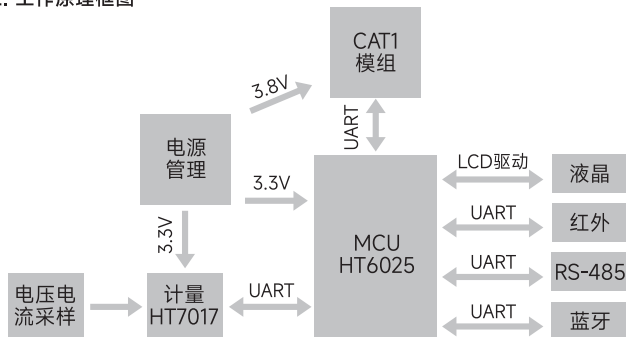 工作原理框图
CAT1
模组
3.8V
UART
电源
管理
3.3V
3.3V
LCD驱动
液晶
UART
红外
MCU
HT6025
UART
RS-485
电压电
流采样
计量
HT7017
UART
UART
蓝牙